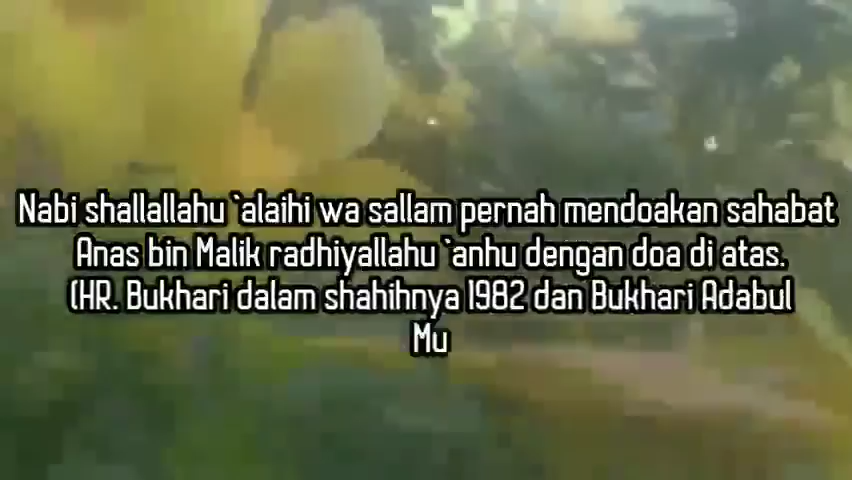 Nabi shallallahu `alaihi wa sallam pernah mendoakan sahabat
Anas bin Malik radhiyallahu `anhu dengan doa di atas.
(HR. Bukhari dalam shahihnya 1982 dan Bukhari Adabul
Mu